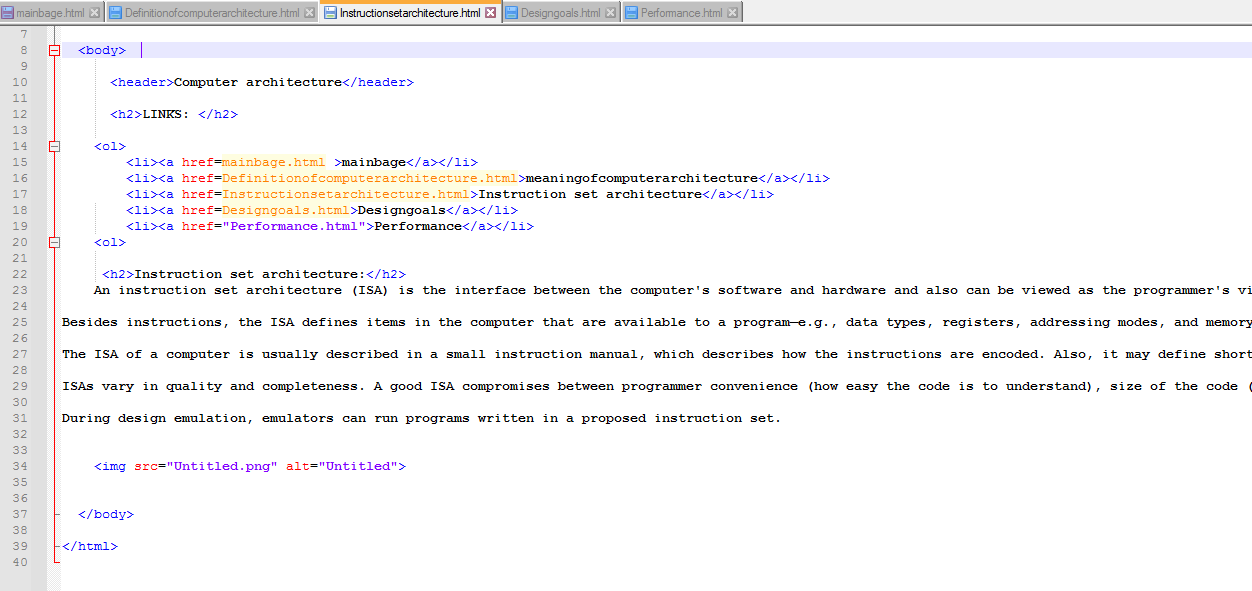 mainbage.html Definitionofcomputerarchitecture.html Instructionsetarchitecture.html Designgoals.html Performance.html
7
8 <body>
9
10 <header>Computer architecture</header>
11
12 <h2>LINKS: </h2>
13
14 <ol>
15 <li><a href=mainbage.html >mainbage</a></li>
16 <li><a href=Definitionofcomputerarchitecture.html>meaningofcomputerarchitecture</a></li>
17 <li><a href=Instructionsetarchitecture.html>Instruction set architecture</a></li>
18 <li><a href=Designgoals.html>Designgoals</a></li>
19 <li><a href="Performance.html">Performance</a></li>
20 <ol>
21
22 <h2>Instruction set architecture:</h2>
23 An instruction set architecture (ISA) is the interface between the computer's software and hardware and also can be viewed as the programmer's vi
24
25 Besides instructions, the ISA defines items in the computer that are available to a program—e.g., data types, registers, addressing modes, and memory
26
27 The ISA of a computer is usually described in a small instruction manual, which describes how the instructions are encoded. Also, it may define short
28
29 ISAs vary in quality and completeness. A good ISA compromises between programmer convenience (how easy the code is to understand), size of the code (
30
31 During design emulation, emulators can run programs written in a proposed instruction set.
32
33
34 <img src="Untitled.png" alt="Untitled">
35
36
37 </body>
38
39 </html>
40